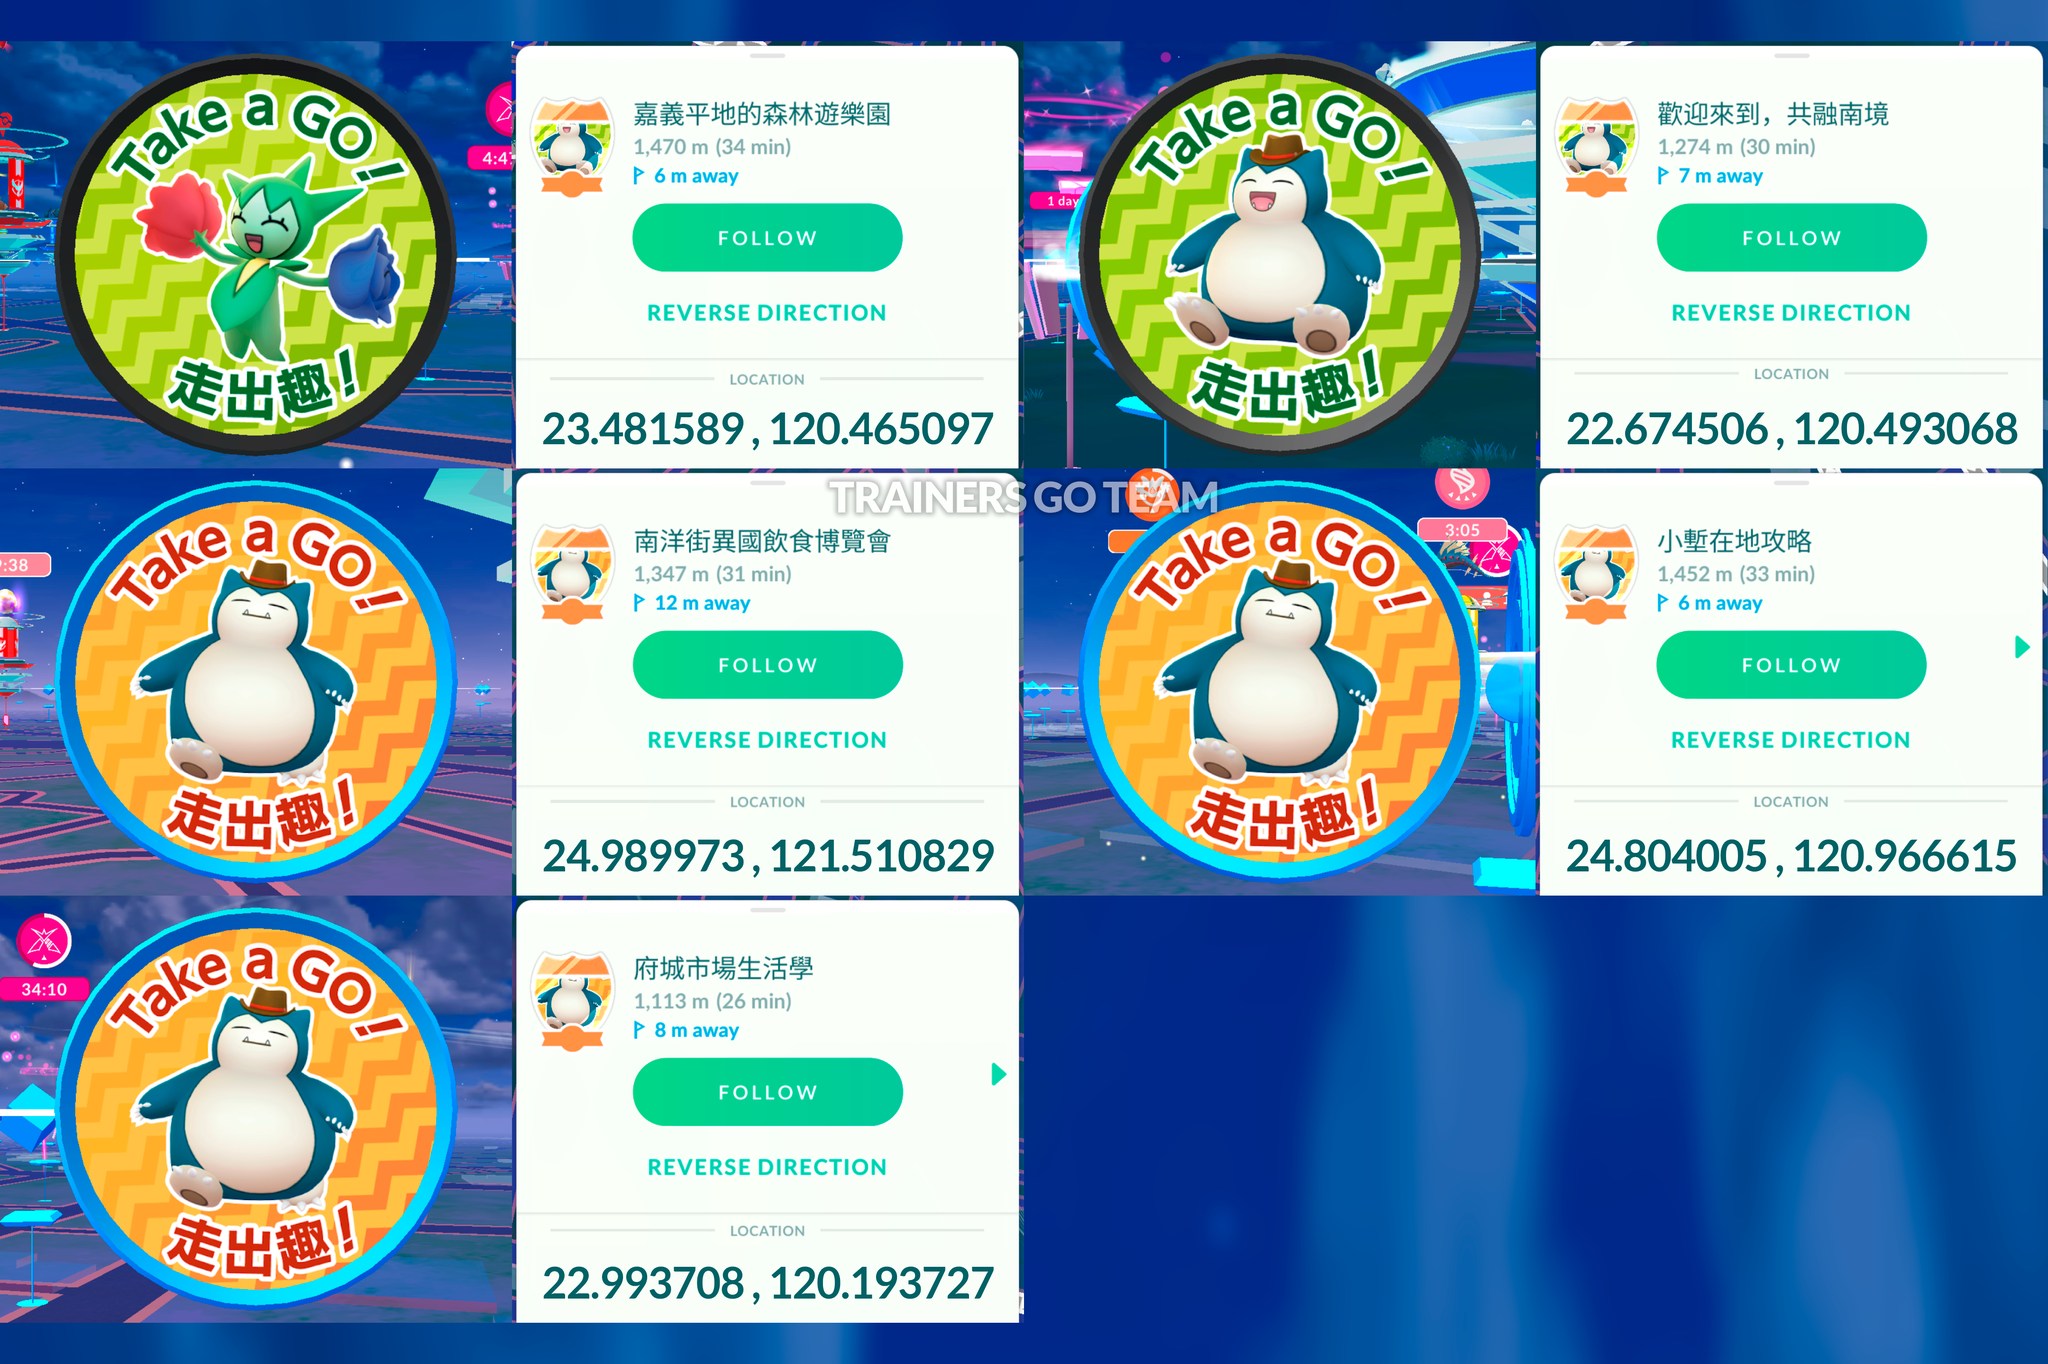 Take a GO!
走出趣!
4:47
嘉義平地的森林遊樂園
1,470 m (34 min)
6 m away
FOLLOW
REVERSE DIRECTION
LOCATION
23.481589, 120.465097
Take a GO!
走出趣!
1 day
歡迎來到，共融南境
1,274 m (30 min)
7 m away
FOLLOW
REVERSE DIRECTION
LOCATION
22.674506, 120.493068
TRAINERS GO TEAM
:38
Take a GO!
走出趣!
南洋街異國飲食博覽會
1,347 m (31 min)
12 m away
FOLLOW
REVERSE DIRECTION
LOCATION
24.989973, 121.510829
Take a GO!
走出趣!
3:05
小塹在地攻略
1,452 m (33 min)
6 m away
FOLLOW
REVERSE DIRECTION
LOCATION
24.804005, 120.966615
34:10
Take a GO!
走出趣!
府城市場生活學
1,113 m (26 min)
8 m away
FOLLOW
REVERSE DIRECTION
LOCATION
22.993708, 120.193727